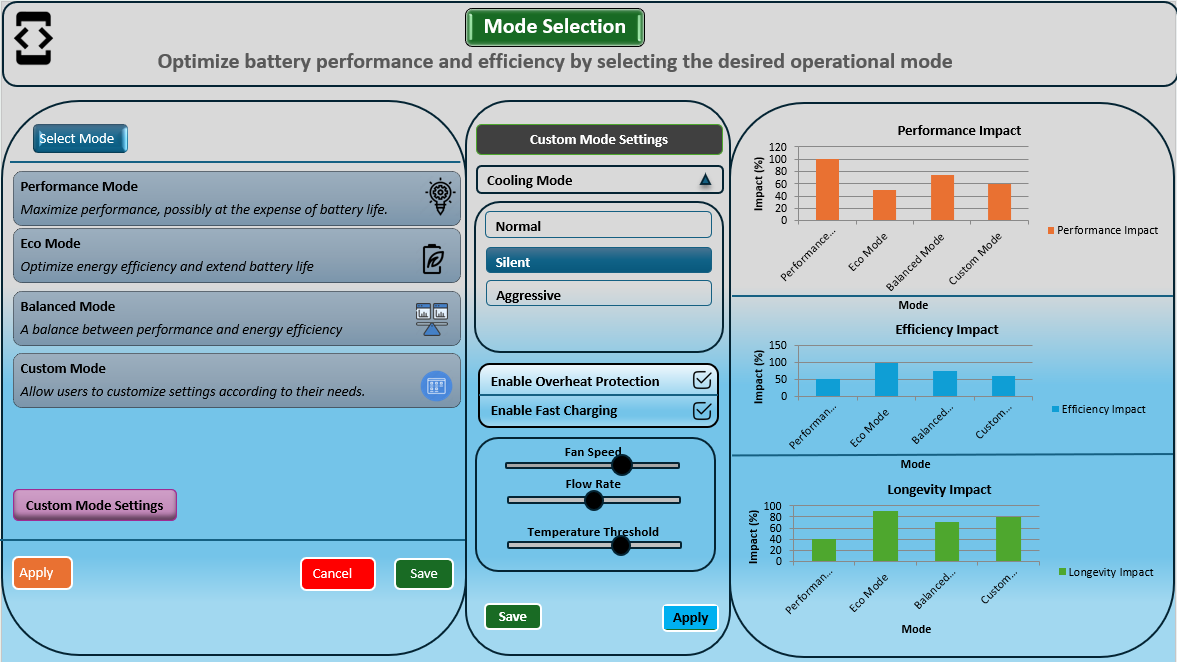 Mode Selection
Optimize battery performance and efficiency by selecting the desired operational mode
Select Mode
Performance Mode
Maximize performance, possibly at the expense of battery life.
Eco Mode
Optimize energy efficiency and extend battery life
Balanced Mode
A balance between performance and energy efficiency
Custom Mode
Allow users to customize settings according to their needs.
Custom Mode Settings
Apply
Cancel
Save
Custom Mode Settings
Cooling Mode
Normal
Silent
Aggressive
Enable Overheat Protection
Enable Fast Charging
Fan Speed
Flow Rate
Temperature Threshold
Save
Apply
Performance Impact
Impact (%)
120
100
80
60
40
20
0
Performance...
Eco Mode
Balanced Mode
Custom Mode
Mode
Performance Impact
Efficiency Impact
Impact (%)
150
100
50
0
Performan...
Eco Mode
Balanced...
Custom...
Mode
Efficiency Impact
Longevity Impact
Impact (%)
100
80
60
40
20
0
Performan...
Eco Mode
Balanced...
Custom...
Mode
Longevity Impact